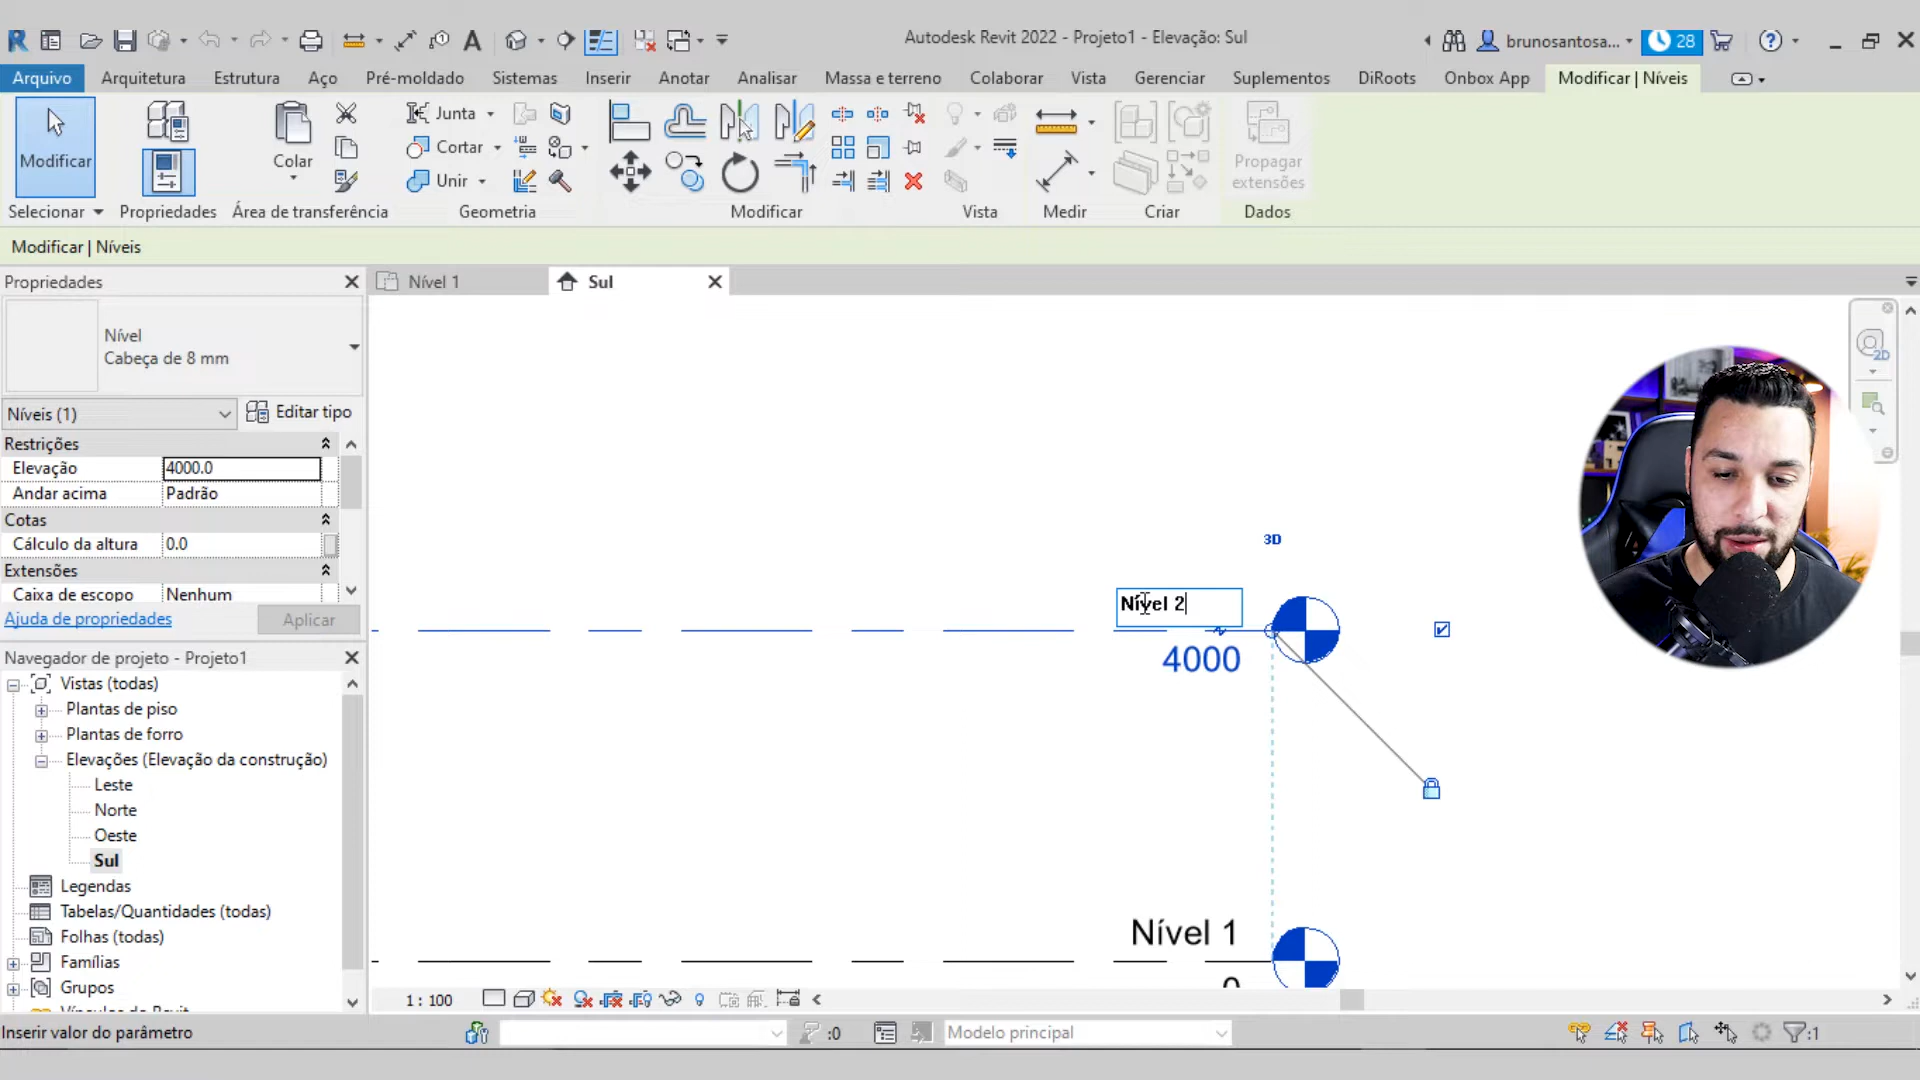 Autodesk Revit 2022 - Projeto1 - Elevação: Sul
brunosantosa...
28
Arquivo Arquitetura Estrutura Aço Pré-moldado Sistemas Inserir Anotar Analisar Massa e terreno Colaborar Vista Gerenciar Suplementos DiRoots Onbox App Modificar | Níveis
Modificar
Colar
Junta
Cortar
Unir
Propagar
extensões
Selecionar Propriedades Área de transferência Geometria Modificar Vista Medir Criar Dados
Modificar | Níveis
Propriedades
Nível 1
Sul
Nível
Cabeça de 8 mm
Níveis (1)
Editar tipo
Restrições
Elevação 4000.0
Andar acima Padrão
Cotas
Cálculo da altura 0.0
Extensões
Caixa de escopo Nenhum
Ajuda de propriedades
Aplicar
Navegador de projeto - Projeto1
Vistas (todas)
Plantas de piso
Plantas de forro
Elevações (Elevação da construção)
Leste
Norte
Oeste
Sul
Legendas
Tabelas/Quantidades (todas)
Folhas (todas)
Famílias
Grupos
Vínculos do Revit
2D
3D
Nível 2
4000
Nível 1
0
1 : 100
Inserir valor do parâmetro
:0
Modelo principal
:1